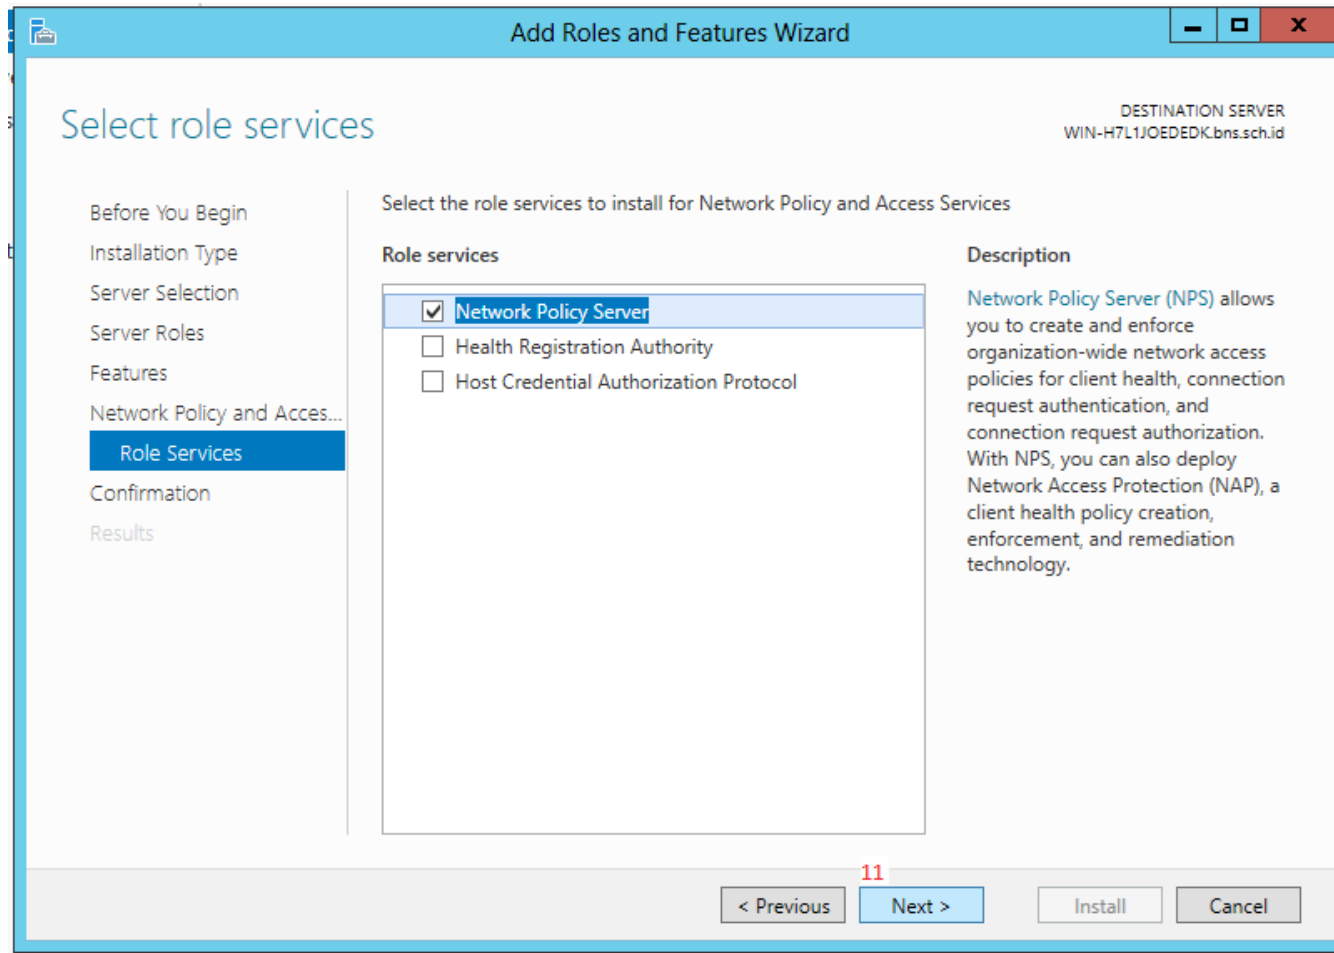 Add Roles and Features Wizard
Select role services
DESTINATION SERVER
WIN-H7L1JOEDEDK.bns.sch.id
Before You Begin
Installation Type
Server Selection
Server Roles
Features
Network Policy and Acces...
Role Services
Confirmation
Results
Select the role services to install for Network Policy and Access Services
Role services
Network Policy Server
Health Registration Authority
Host Credential Authorization Protocol
Description
Network Policy Server (NPS) allows
you to create and enforce
organization-wide network access
policies for client health, connection
request authentication, and
connection request authorization.
With NPS, you can also deploy
Network Access Protection (NAP), a
client health policy creation,
enforcement, and remediation
technology.
11
< Previous
Next >
Install
Cancel